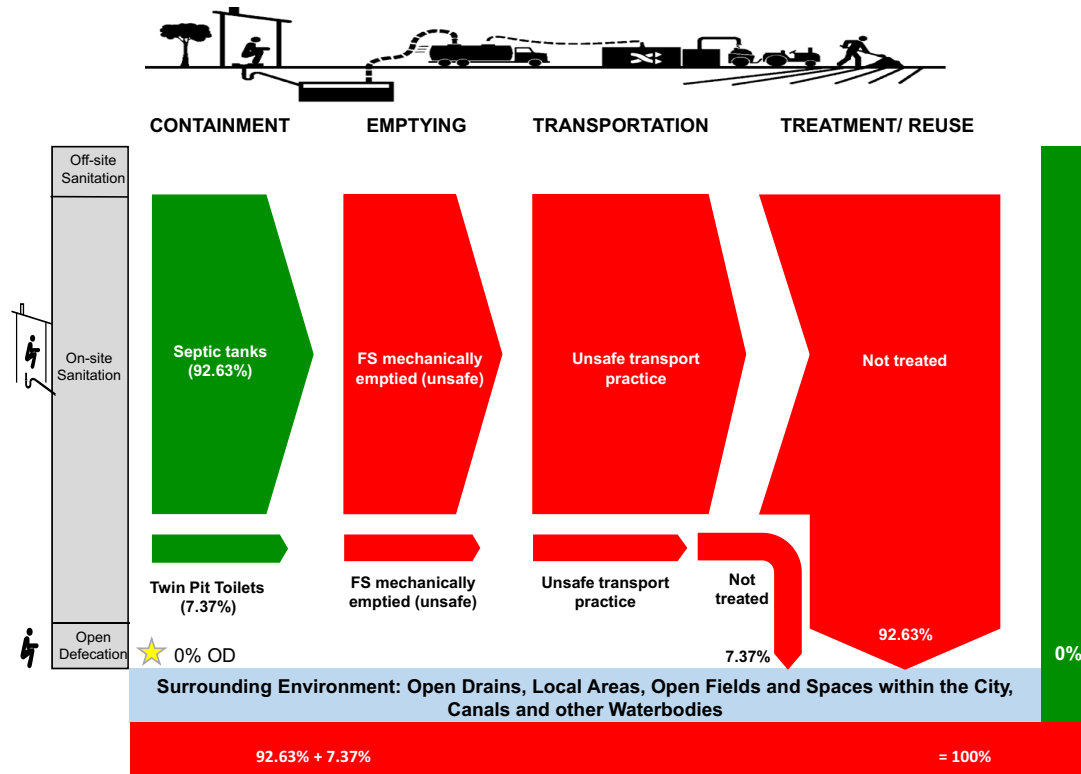 CONTAINMENT
EMPTYING
TRANSPORTATION
TREATMENT/ REUSE
Off-site
Sanitation
On-site
Sanitation
Open
Defecation
Septic tanks
(92.63%)
FS mechanically
emptied (unsafe)
Unsafe transport
practice
Not treated
Twin Pit Toilets
(7.37%)
FS mechanically
emptied (unsafe)
Unsafe transport
practice
Not
treated
92.63%
0% OD
7.37%
0%
Surrounding Environment: Open Drains, Local Areas, Open Fields and Spaces within the City,
Canals and other Waterbodies
92.63% + 7.37%
= 100%